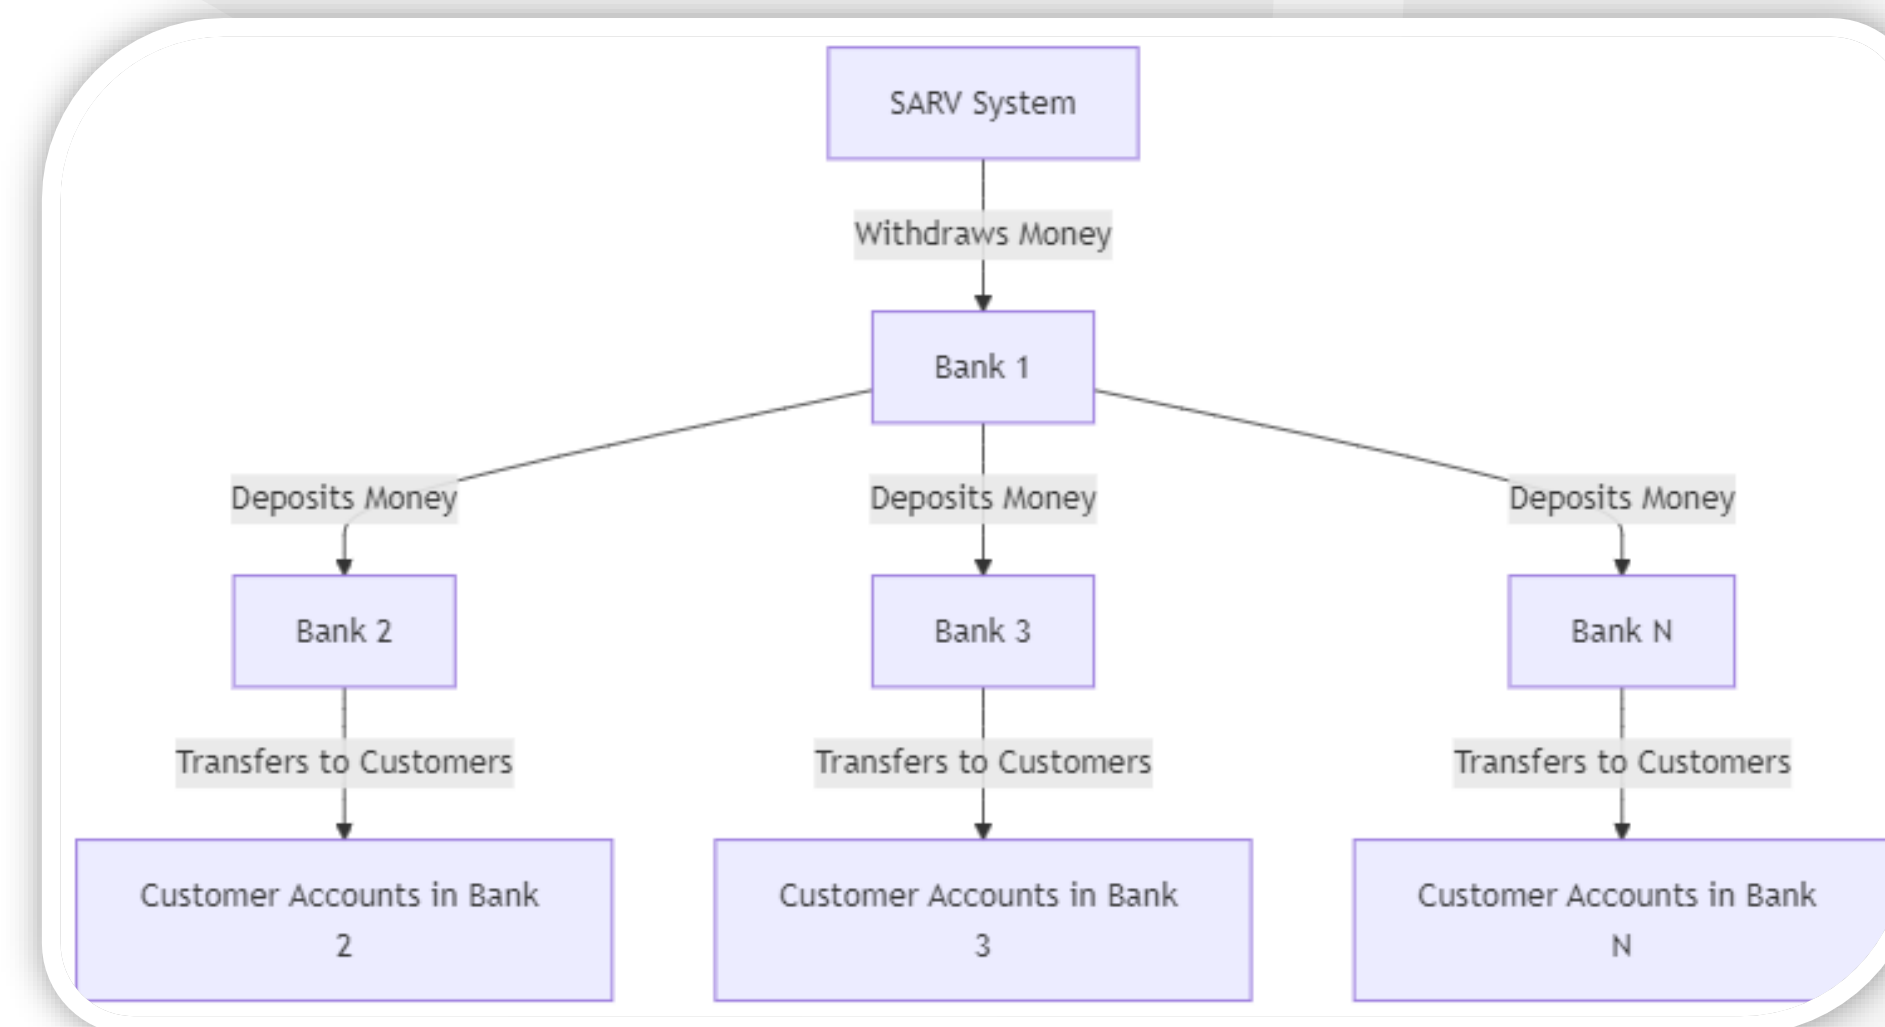 SARV System
Withdraws Money
Bank 1
Deposits Money
Deposits Money
Deposits Money
Bank 2
Bank 3
Bank N
Transfers to Customers
Transfers to Customers
Transfers to Customers
Customer Accounts in Bank
2
Customer Accounts in Bank
3
Customer Accounts in Bank
N